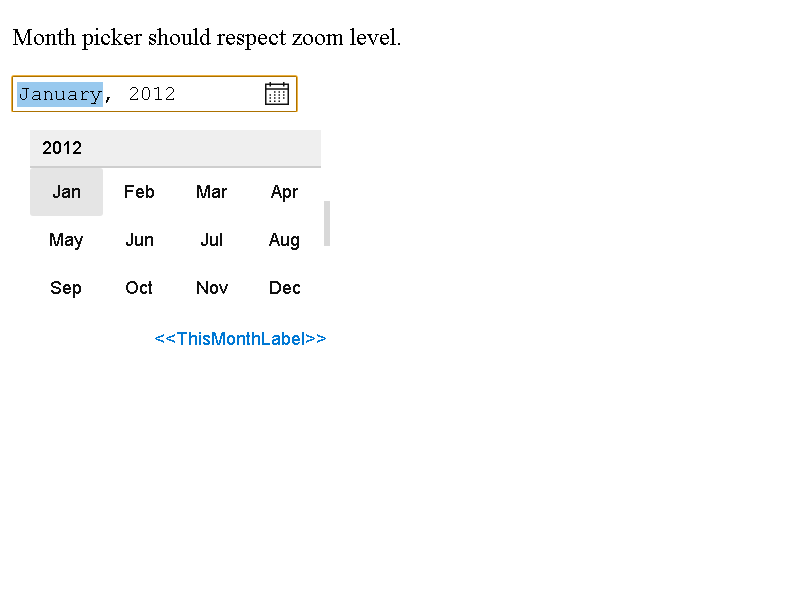 Month picker should respect zoom level.
January, 2012
2012
Jan Feb Mar Apr
May Jun Jul Aug
Sep Oct Nov Dec
<<ThisMonthLabel>>